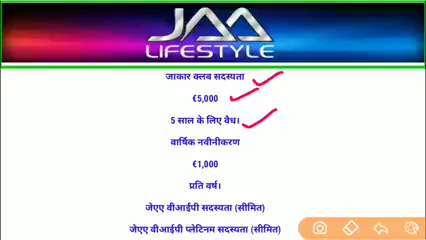 JAA
LIFESTYLE
जाकार क्लब सदस्यता
€5,000
5 साल के लिए वैध।
वार्षिक नवीनीकरण
€1,000
प्रति वर्ष।
जेएए वीआईपी सदस्यता (सीमित)
जेएए वीआईपी प्लेटिनम सदस्यता (सीमित)